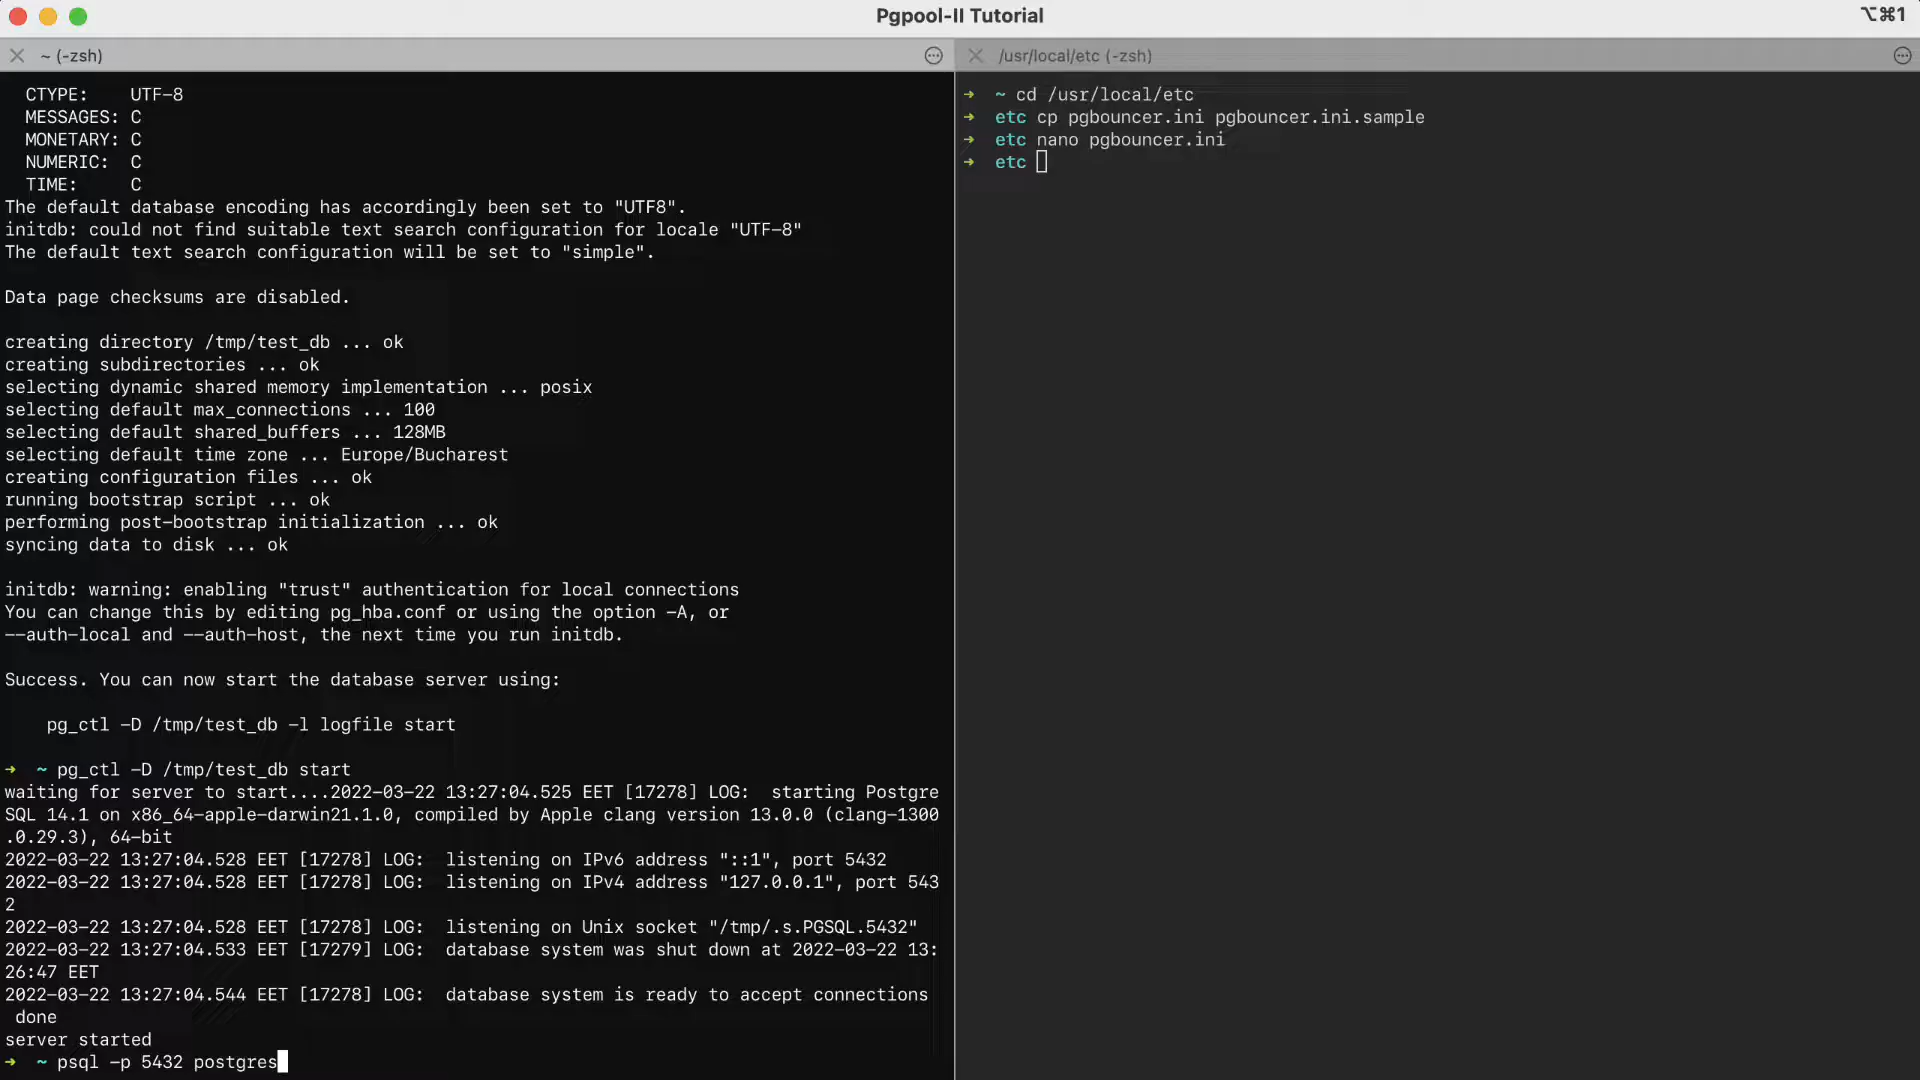 Pgpool-II Tutorial
⌥⌘1
~ (-zsh)
CTYPE:    UTF-8
MESSAGES: C
MONETARY: C
NUMERIC:  C
TIME:     C
The default database encoding has accordingly been set to "UTF8".
initdb: could not find suitable text search configuration for locale "UTF-8"
The default text search configuration will be set to "simple".
Data page checksums are disabled.
creating directory /tmp/test_db ... ok
creating subdirectories ... ok
selecting dynamic shared memory implementation ... posix
selecting default max_connections ... 100
selecting default shared_buffers ... 128MB
selecting default time zone ... Europe/Bucharest
creating configuration files ... ok
running bootstrap script ... ok
performing post-bootstrap initialization ... ok
syncing data to disk ... ok
initdb: warning: enabling "trust" authentication for local connections
You can change this by editing pg_hba.conf or using the option -A, or
--auth-local and --auth-host, the next time you run initdb.
Success. You can now start the database server using:
pg_ctl -D /tmp/test_db -l logfile start
➜  ~ pg_ctl -D /tmp/test_db start
waiting for server to start....2022-03-22 13:27:04.525 EET [17278] LOG:  starting Postgre
SQL 14.1 on x86_64-apple-darwin21.1.0, compiled by Apple clang version 13.0.0 (clang-1300
.0.29.3), 64-bit
2022-03-22 13:27:04.528 EET [17278] LOG:  listening on IPv6 address "::1", port 5432
2022-03-22 13:27:04.528 EET [17278] LOG:  listening on IPv4 address "127.0.0.1", port 543
2
2022-03-22 13:27:04.528 EET [17278] LOG:  listening on Unix socket "/tmp/.s.PGSQL.5432"
2022-03-22 13:27:04.533 EET [17279] LOG:  database system was shut down at 2022-03-22 13:
26:47 EET
2022-03-22 13:27:04.544 EET [17278] LOG:  database system is ready to accept connections
done
server started
➜  ~ psql -p 5432 postgres
/usr/local/etc (-zsh)
➜  ~ cd /usr/local/etc
➜  etc cp pgbouncer.ini pgbouncer.ini.sample
➜  etc nano pgbouncer.ini
➜  etc